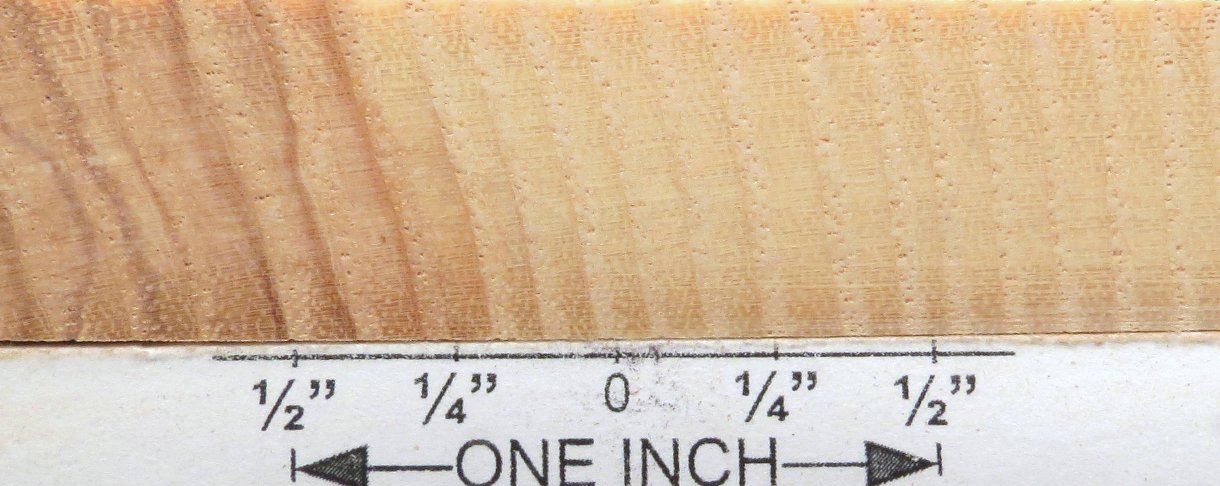 ½” ¼” 0 ¼” ½”
ONE INCH